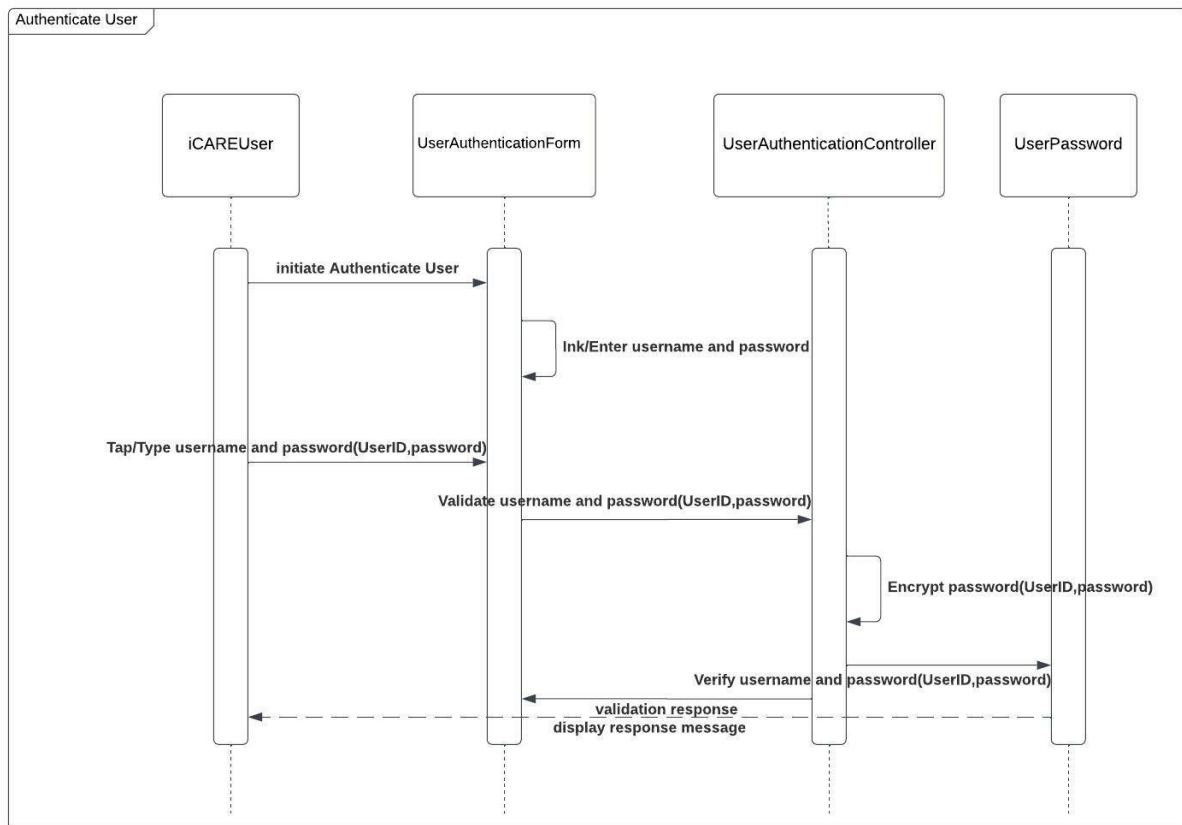 Authenticate User
iCAREUser
UserAuthenticationForm
UserAuthenticationController
UserPassword
initiate Authenticate User
Ink/Enter username and password
Tap/Type username and password(UserID,password)
Validate username and password(UserID,password)
Encrypt password(UserID,password)
Verify username and password(UserID,password)
validation response
display response message